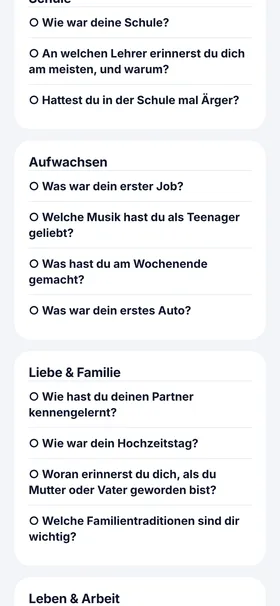 Schule
O Wie war deine Schule?
O An welchen Lehrer erinnerst du dich
am meisten, und warum?
O Hattest du in der Schule mal Ärger?
Aufwachsen
O Was war dein erster Job?
O Welche Musik hast du als Teenager
geliebt?
O Was hast du am Wochenende
gemacht?
O Was war dein erstes Auto?
Liebe & Familie
O Wie hast du deinen Partner
kennengelernt?
O Wie war dein Hochzeitstag?
O Woran erinnerst du dich, als du
Mutter oder Vater geworden bist?
O Welche Familientraditionen sind dir
wichtig?
Leben & Arbeit